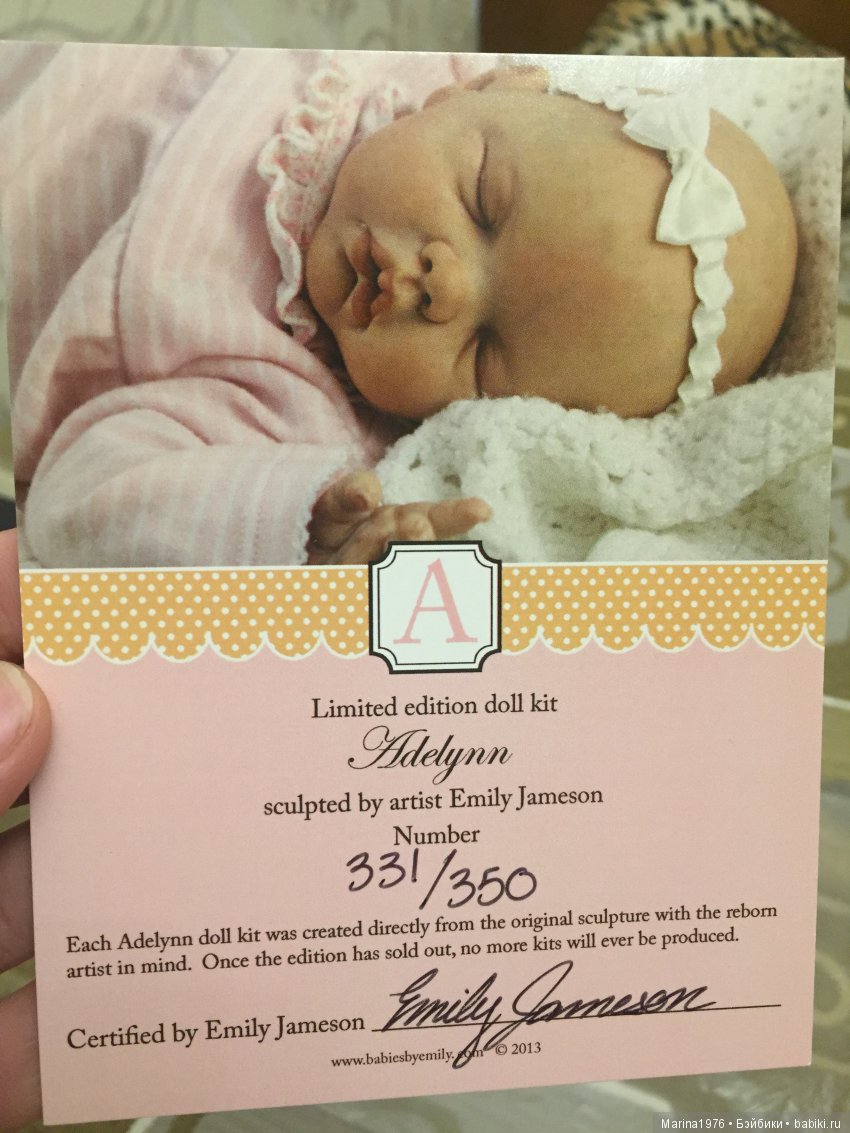 A
Limited edition doll kit
Adelynn
sculpted by artist Emily Jameson
Number
331/350
Each Adelynn doll kit was created directly from the original sculpture with the reborn
artist in mind. Once the edition has sold out, no more kits will ever be produced.
Certified by Emily Jameson Emily Jameson
www.babiesbyemily.com © 2013
Marina1976 • Бэйбики • babiki.ru